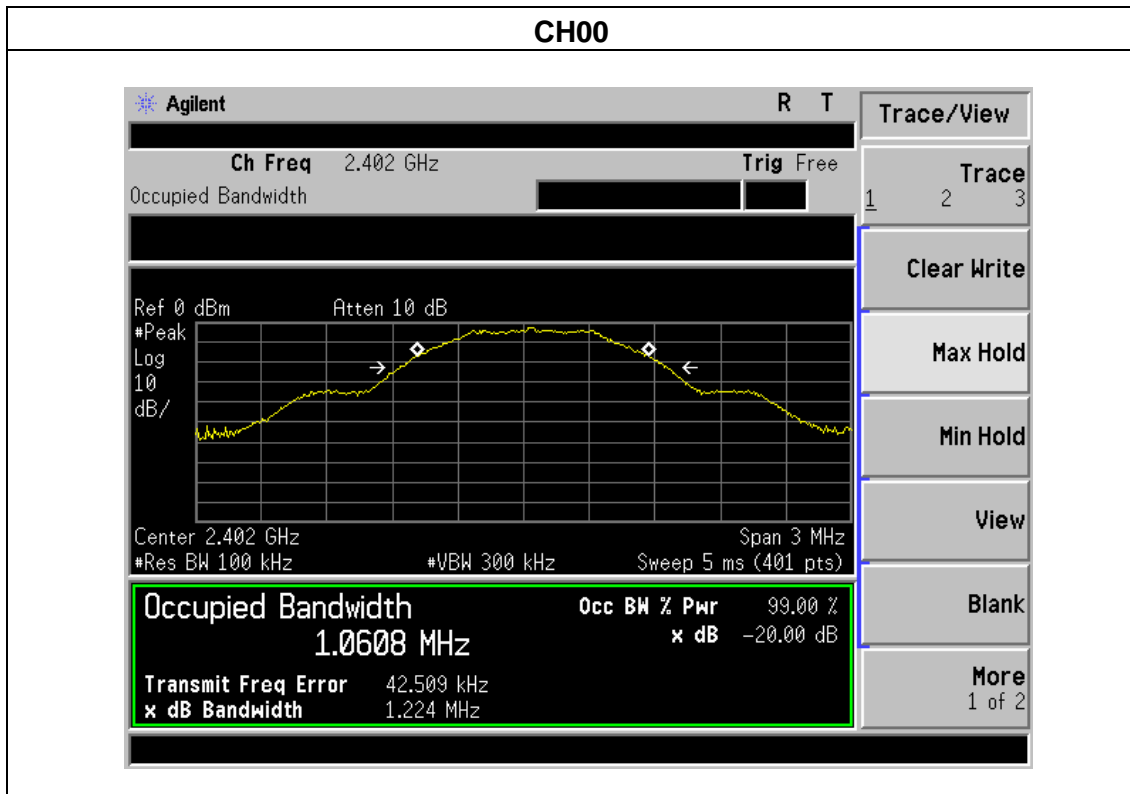 CH00
Agilent R T
Ch Freq 2.402 GHz Trig Free
Occupied Bandwidth
Ref 0 dBm Atten 10 dB
#Peak
Log
10
dB/
Center 2.402 GHz Span 3 MHz
#Res BW 100 kHz #VBW 300 kHz Sweep 5 ms (401 pts)
Occupied Bandwidth Occ BW % Pwr 99.00 %
1.0608 MHz x dB -20.00 dB
Transmit Freq Error 42.509 kHz
x dB Bandwidth 1.224 MHz
Trace/View
Trace
1 2 3
Clear Write
Max Hold
Min Hold
View
Blank
More
1 of 2